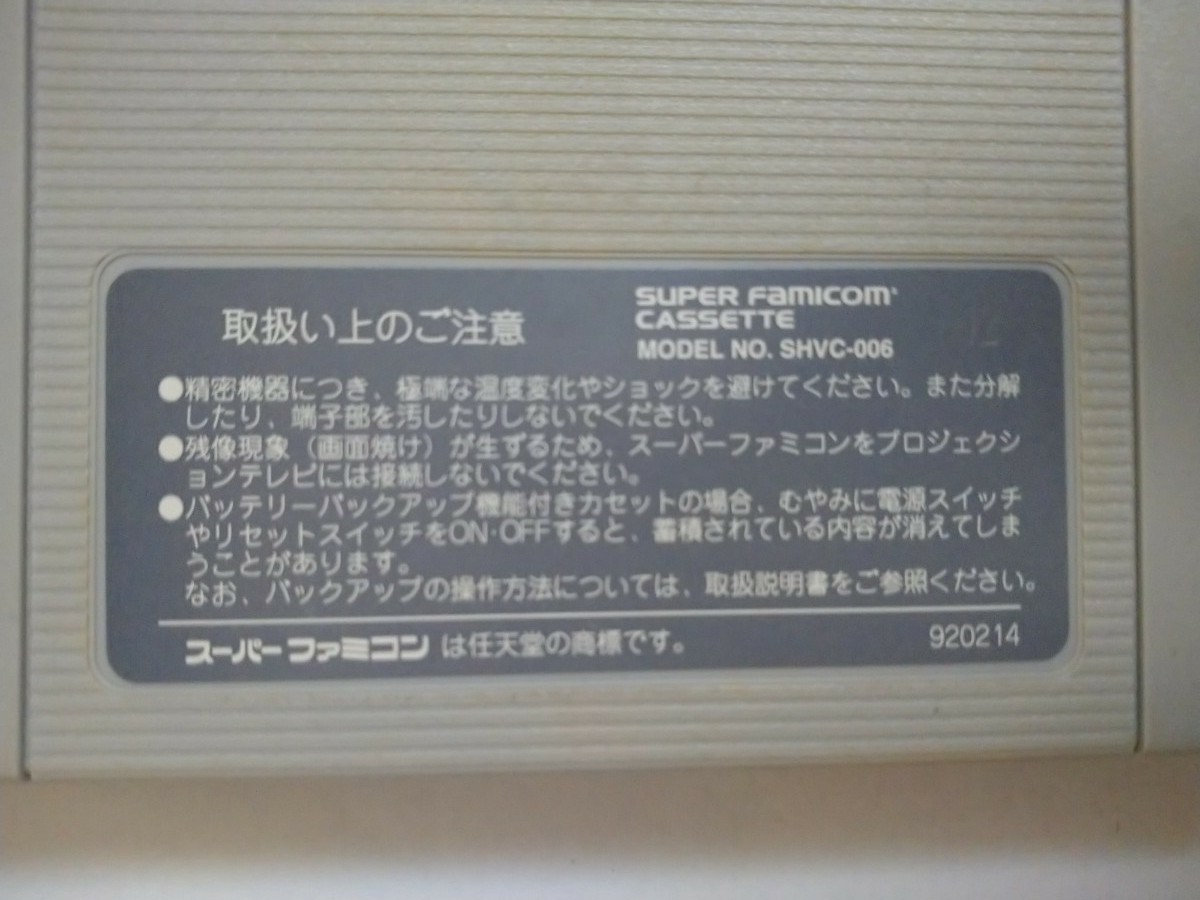 取扱い上のご注意
SUPER FAMICOM
CASSETTE
MODEL NO. SHVC-006
●精密機器につき、極端な温度変化やショックを避けてください。また分解
したり、端子部を汚したりしないでください。
●残像現象（画面焼け）が生ずるため、スーパーファミコンをプロジェクシ
ョンテレビには接続しないでください。
●バッテリーバックアップ機能付きカセットの場合、むやみに電源スイッチ
やリセットスイッチをON・OFFすると、蓄積されている内容が消えてしま
うことがあります。
なお、バックアップの操作方法については、取扱説明書をご参照ください。
スーパーファミコン は任天堂の商標です。
920214